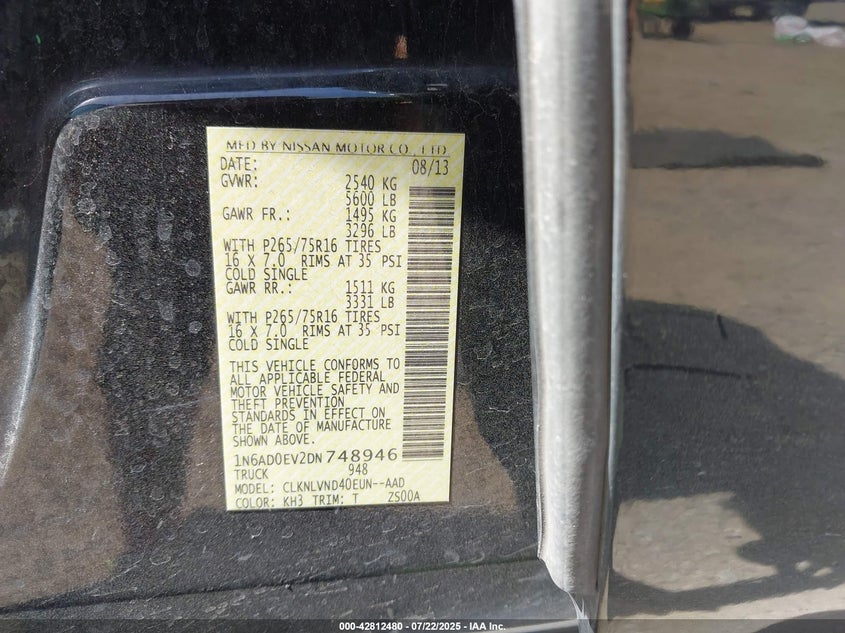 MFD BY NISSAN MOTOR CO., LTD
DATE: 08/13
GVWR: 2540 KG
5600 LB
GAWR FR.: 1495 KG
3296 LB
WITH P265/75R16 TIRES
16 X 7.0 RIMS AT 35 PSI
COLD SINGLE
GAWR RR.: 1511 KG
3331 LB
WITH P265/75R16 TIRES
16 X 7.0 RIMS AT 35 PSI
COLD SINGLE
THIS VEHICLE CONFORMS TO
ALL APPLICABLE FEDERAL
MOTOR VEHICLE SAFETY AND
THEFT PREVENTION
STANDARDS IN EFFECT ON
THE DATE OF MANUFACTURE
SHOWN ABOVE.
1N6AD0EV2DN748946
TRUCK 948
MODEL: CLKNLVND40EUN--AAD
COLOR: KH3 TRIM: T ZS00A
000-42812480 - 07/22/2025 - IAA Inc.